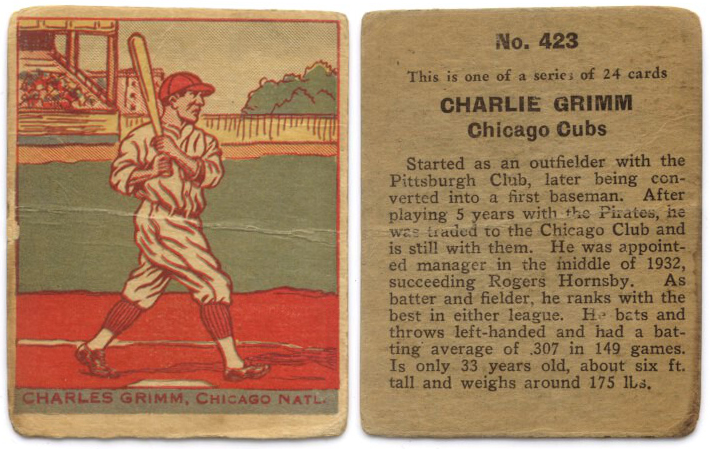 CHARLES GRIMM, CHICAGO NATL.
No. 423
This is one of a series of 24 cards
CHARLIE GRIMM
Chicago Cubs
Started as an outfielder with the
Pittsburgh Club, later being con-
verted into a first baseman. After
playing 5 years with the Pirates, he
was traded to the Chicago Club and
is still with them. He was appoint-
ed manager in the middle of 1932,
succeeding Rogers Hornsby. As
batter and fielder, he ranks with the
best in either league. He bats and
throws left-handed and had a bat-
ting average of .307 in 149 games.
Is only 33 years old, about six ft.
tall and weighs around 175 lbs.